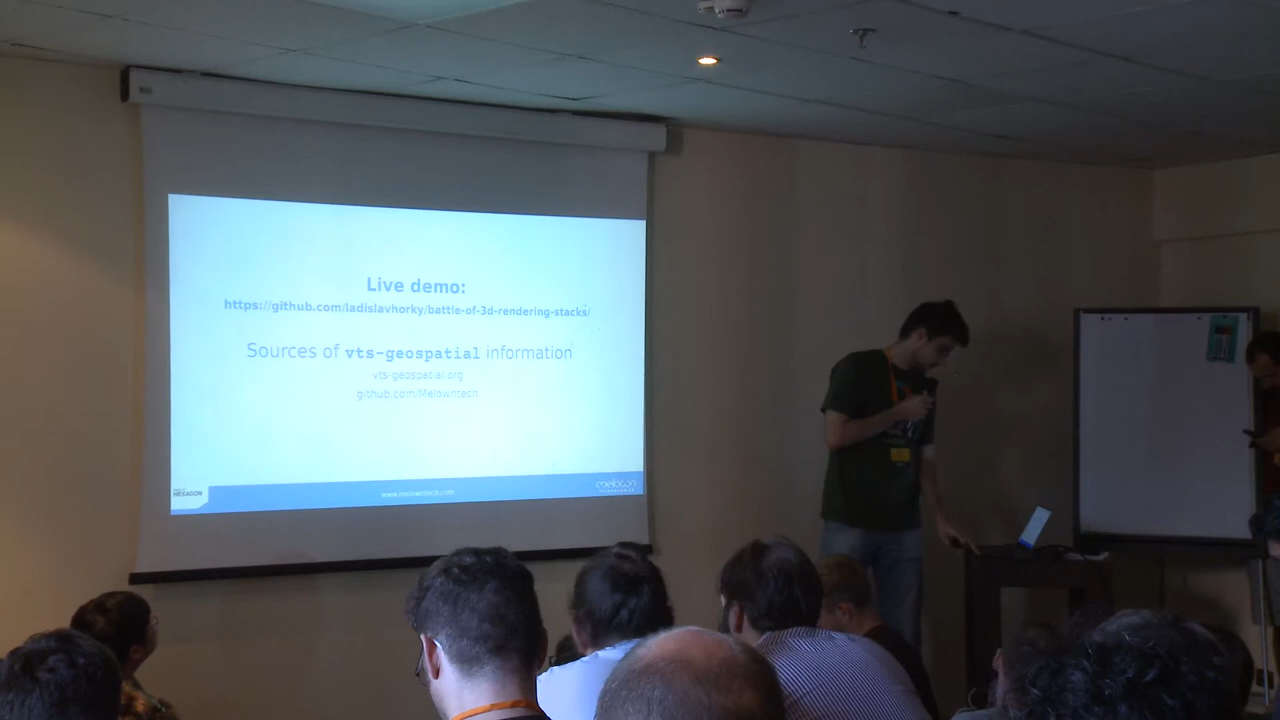 Live demo:
https://github.com/ladislavhorky/battle-of-3d-rendering-stacks/
Sources of vts-geospatial information
vts-geospatial.org
github.com/Melowntech
HEXAGON
www.melowntech.com
melown